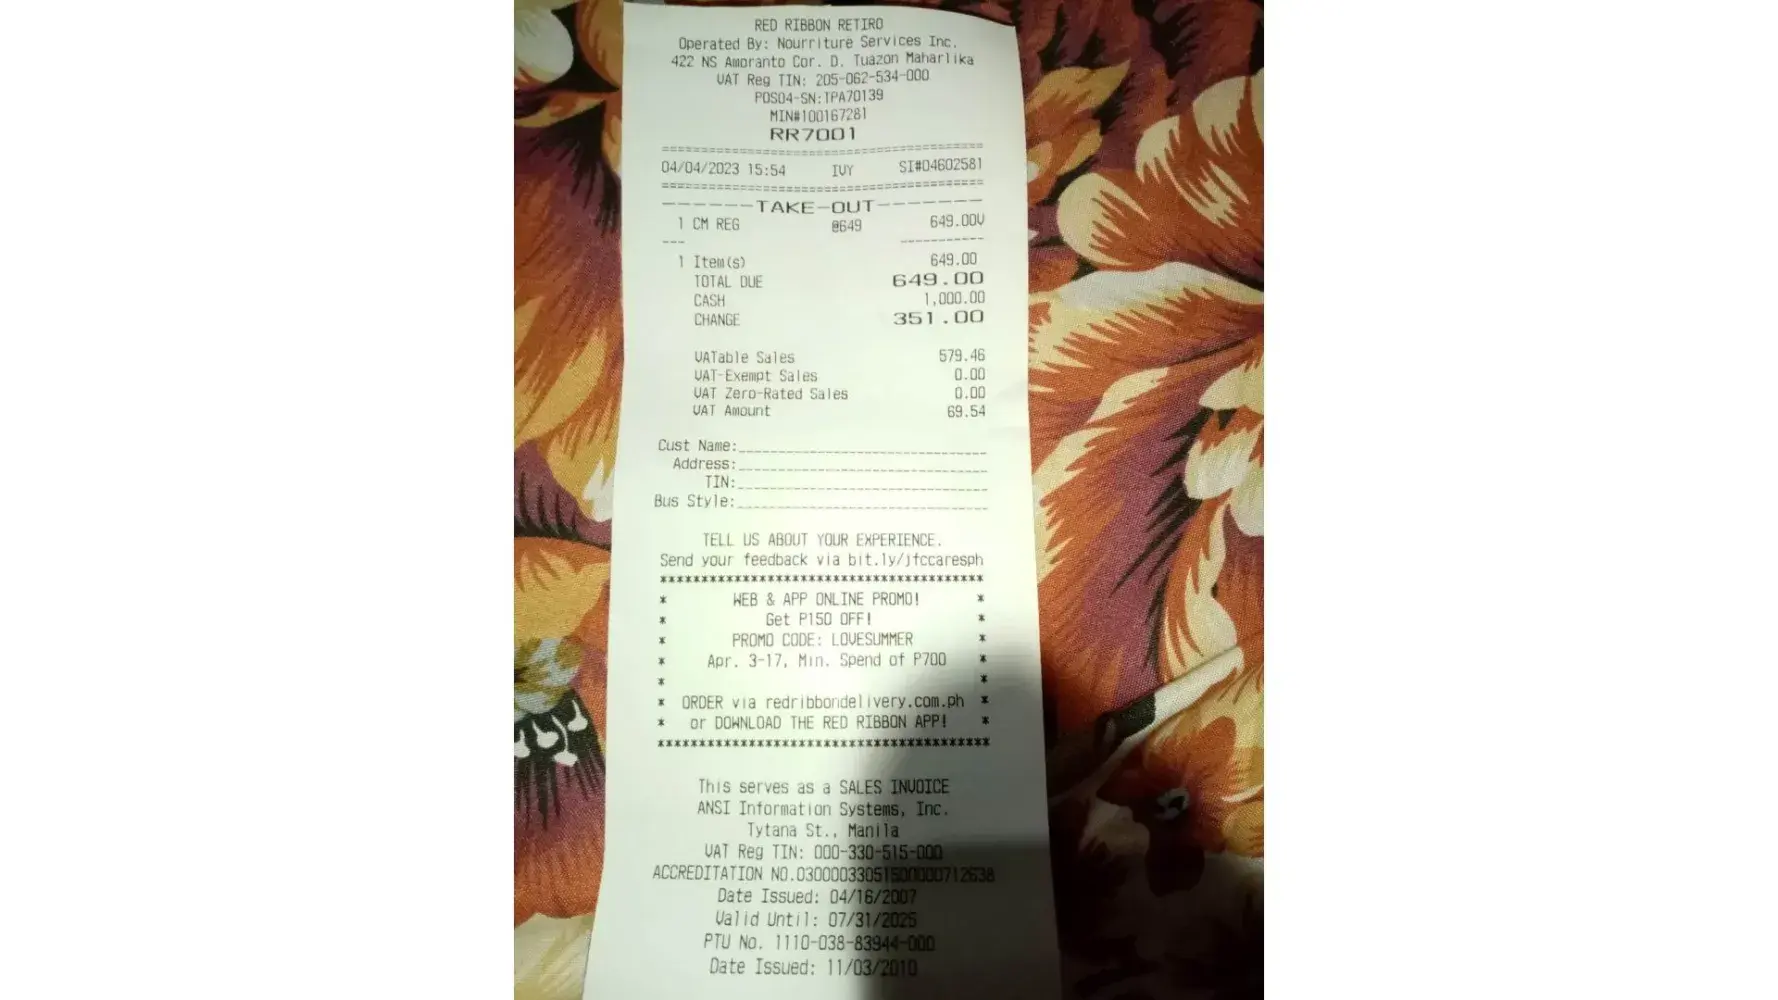 RED RIBBON RETIRO
Operated By: Nourriture Services Inc.
422 NS Amoranto Cor. D. Tuazon Maharlika
VAT Reg TIN: 205-062-534-000
POS04-SN:TPA70139
MIN#100167281
RR7001
========================================
04/04/2023 15:54 IVY SI#04602581
========================================
-------TAKE-OUT--------
1 CM REG @649 649.00V
--- -----------
1 Item(s) 649.00
TOTAL DUE 649.00
CASH 1,000.00
CHANGE 351.00
VATable Sales 579.46
VAT-Exempt Sales 0.00
VAT Zero-Rated Sales 0.00
VAT Amount 69.54
Cust Name:______________________________
Address:______________________________
TIN:______________________________
Bus Style:______________________________
TELL US ABOUT YOUR EXPERIENCE.
Send your feedback via bit.ly/jfccaresph
****************************************
* WEB & APP ONLINE PROMO! *
* Get P150 OFF! *
* PROMO CODE: LOVESUMMER *
* Apr. 3-17, Min. Spend of P700 *
* *
* ORDER via redribbondelivery.com.ph *
* or DOWNLOAD THE RED RIBBON APP! *
****************************************
This serves as a SALES INVOICE
ANSI Information Systems, Inc.
Tytana St., Manila
VAT Reg TIN: 000-330-515-000
ACCREDITATION NO.030000330515000000712638
Date Issued: 04/16/2007
Valid Until: 07/31/2025
PTU No. 1110-038-83944-000
Date Issued: 11/03/2010